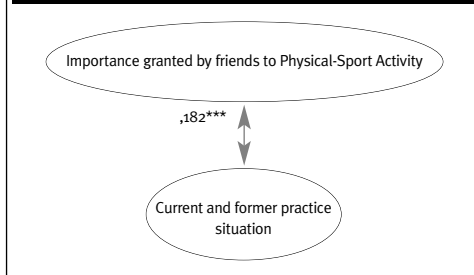 Importance granted by friends to Physical-Sport Activity
,182***
Current and former practice
situation